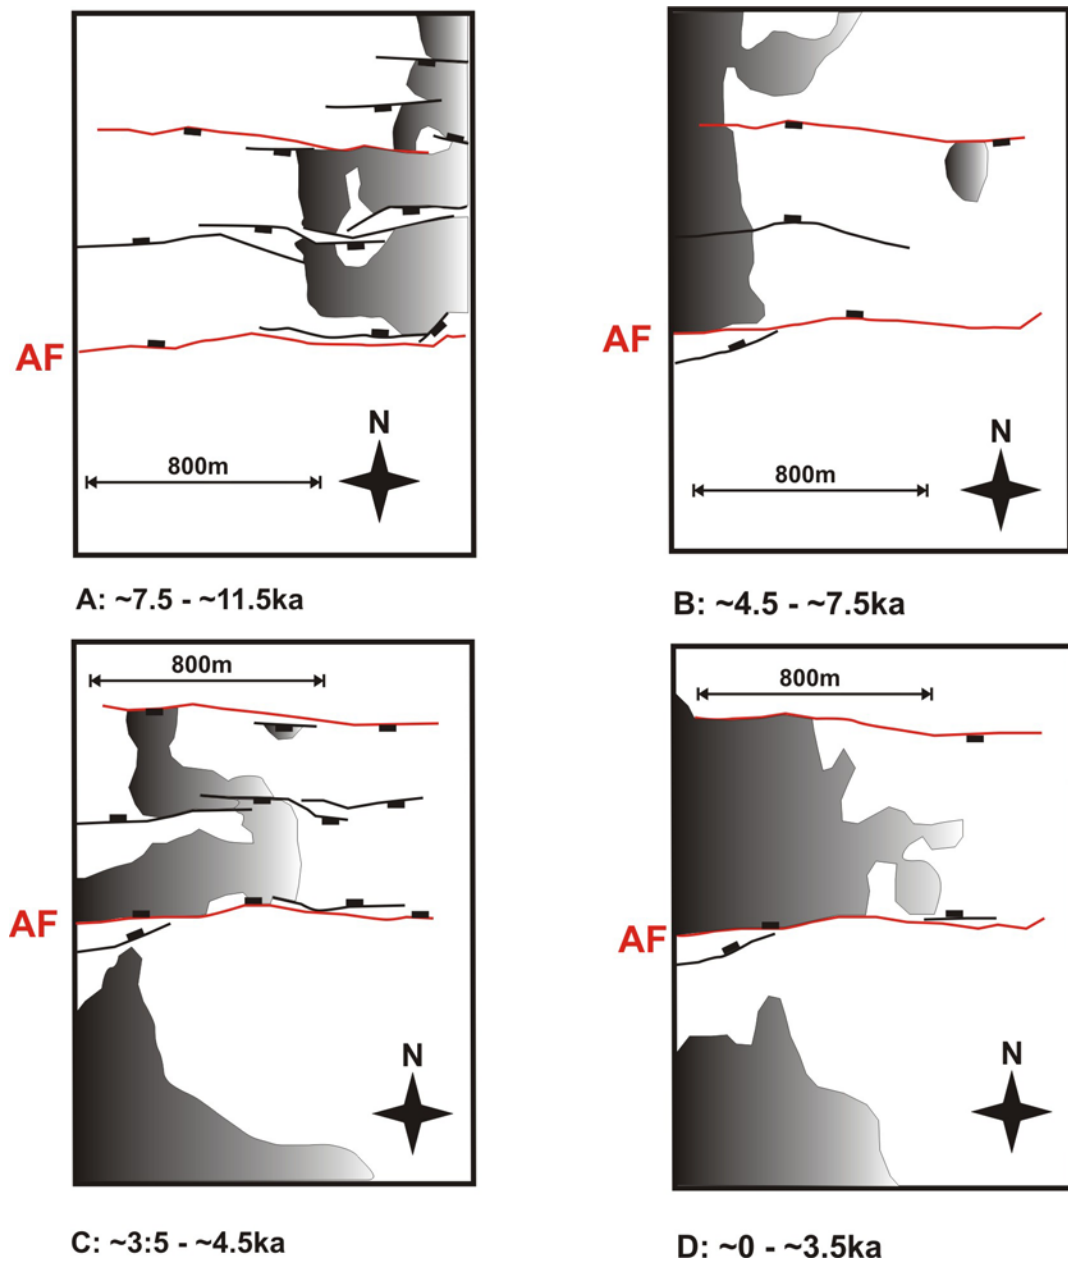 AF
N
800m
A: ~7.5 - ~11.5ka
AF
N
800m
B: ~4.5 - ~7.5ka
800m
AF
N
C: ~3:5 - ~4.5ka
800m
AF
N
D: ~0 - ~3.5ka